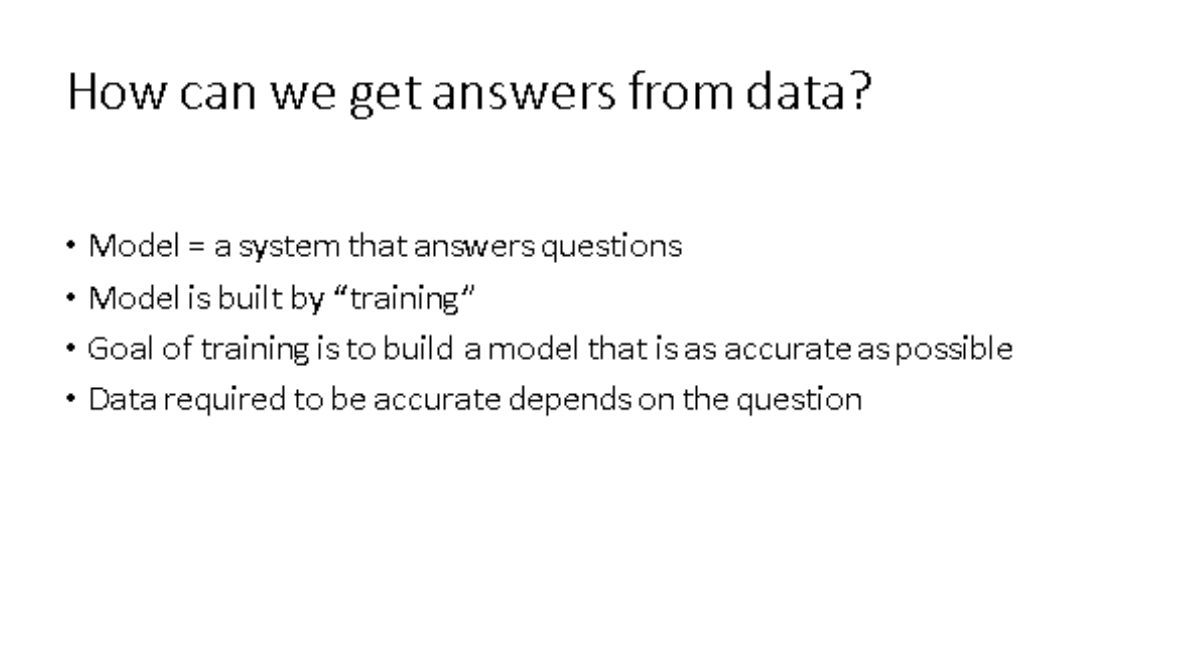 How can we get answers from data?
• Model = a system that answers questions
• Model is built by “training”
• Goal of training is to build a model that is as accurate as possible
• Data required to be accurate depends on the question